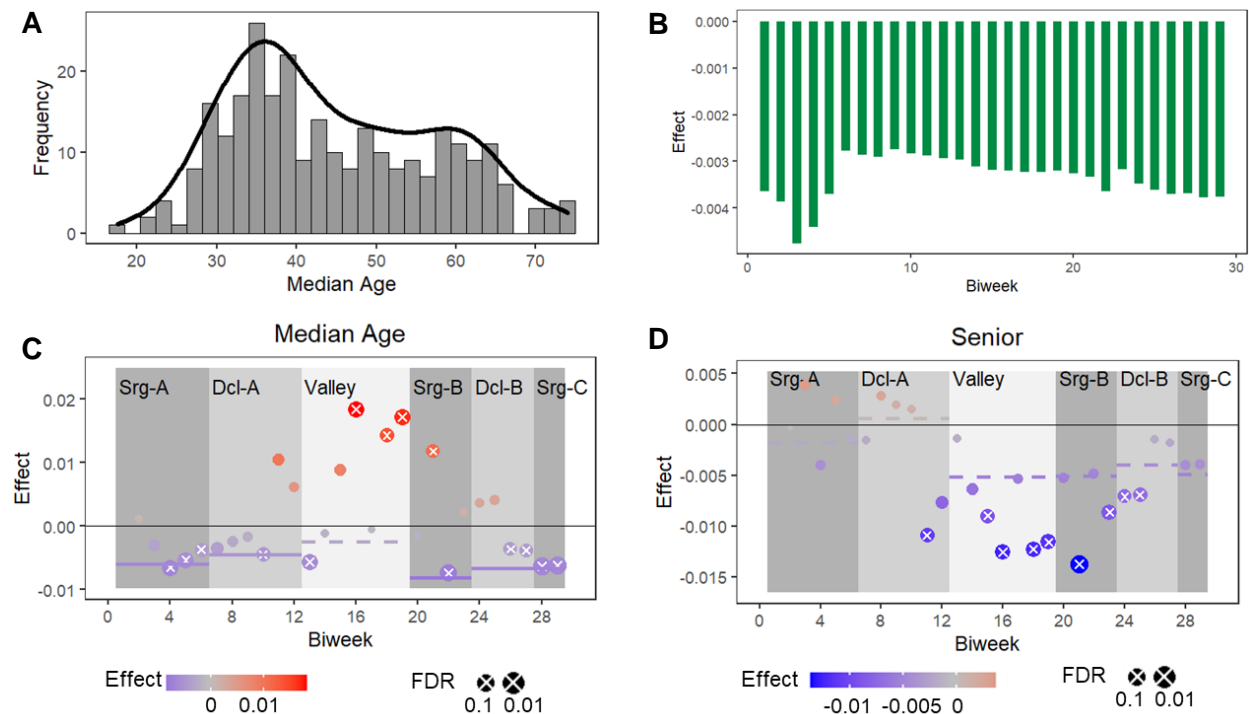 A
Frequency
20
10
0
20 30 40 50 60 70
Median Age
B
Effect
0.000
-0.001
-0.002
-0.003
-0.004
0 10 20 30
Biweek
C
Median Age
Effect
0.02
0.01
0.00
-0.01
Srg-A Dcl-A Valley Srg-B Dcl-B Srg-C
0 4 8 12 16 20 24 28
Biweek
Effect
0 0.01
FDR
0.1 0.01
D
Senior
Effect
0.005
0.000
-0.005
-0.010
-0.015
Srg-A Dcl-A Valley Srg-B Dcl-B Srg-C
0 4 8 12 16 20 24 28
Biweek
Effect
-0.01 -0.005 0
FDR
0.1 0.01